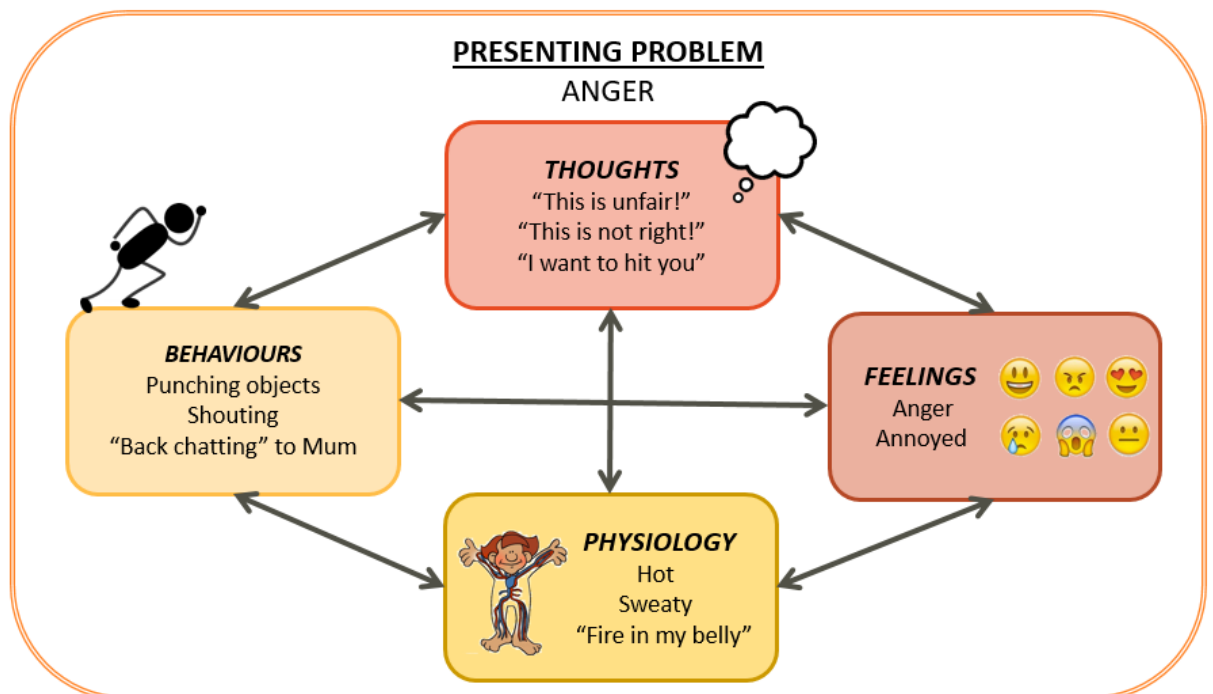 PRESENTING PROBLEM
ANGER
THOUGHTS
“This is unfair!”
“This is not right!”
“I want to hit you”
BEHAVIOURS
Punching objects
Shouting
“Back chatting” to Mum
FEELINGS
Anger
Annoyed
PHYSIOLOGY
Hot
Sweaty
“Fire in my belly”